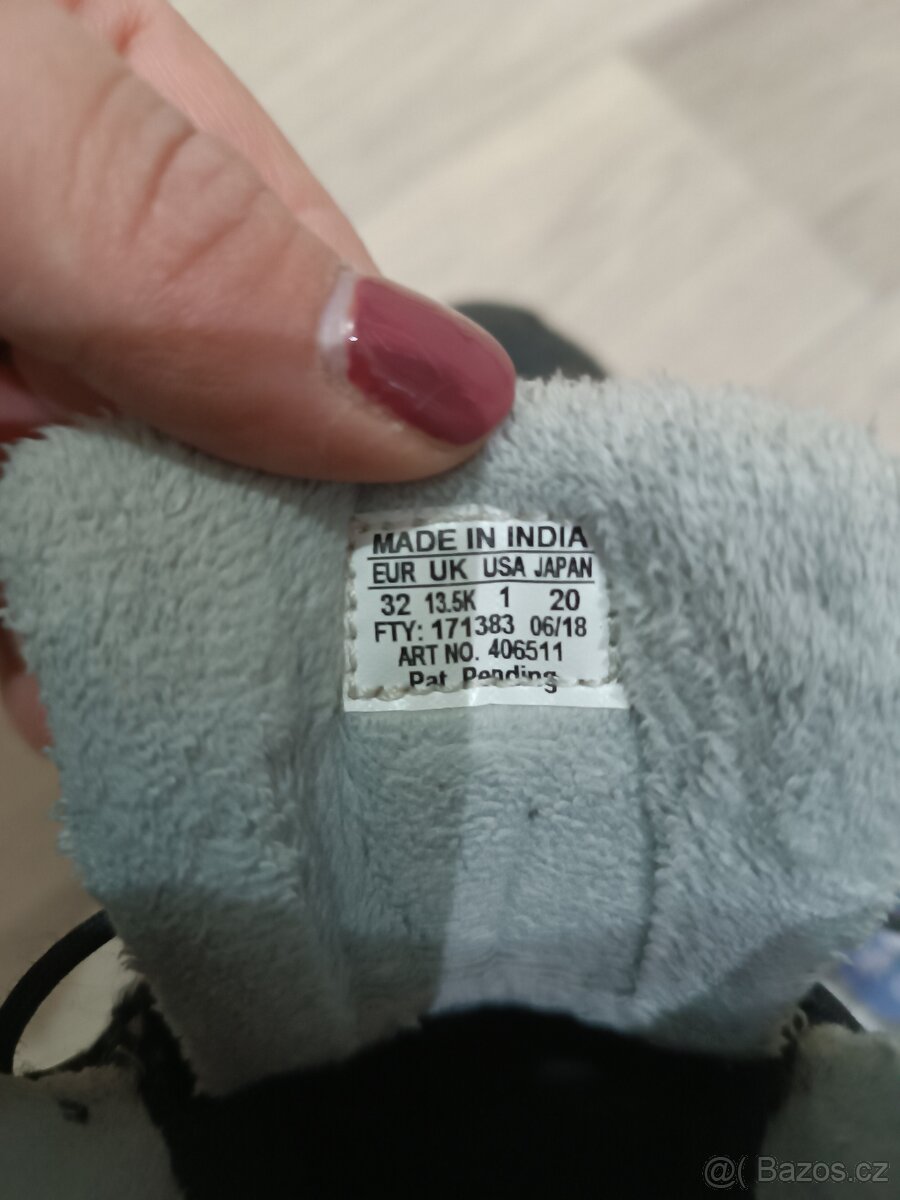 MADE IN INDIA
EUR UK USA JAPAN
32 13.5K 1 20
FTY: 171383 06/18
ART NO. 406511
Pat. Pending
@( Bazos.cz